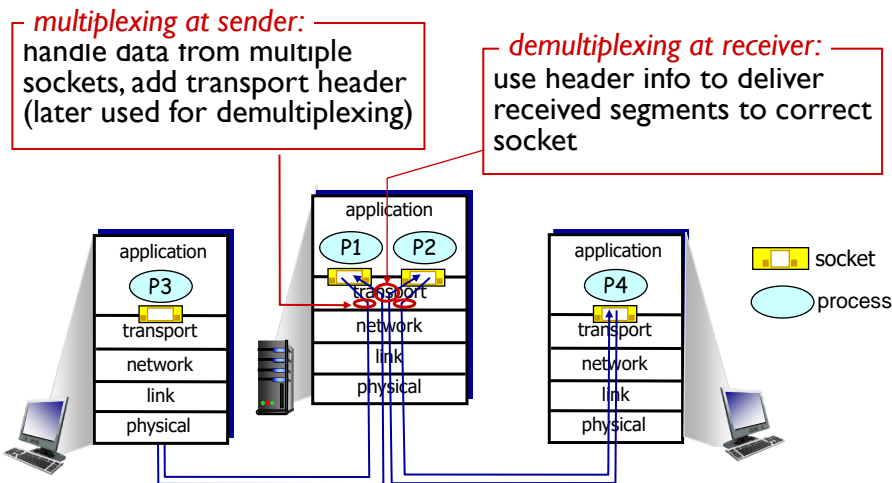 multiplexing at sender:
handle data from multiple
sockets, add transport header
(later used for demultiplexing)
demultiplexing at receiver:
use header info to deliver
received segments to correct
socket
application
P3
transport
network
link
physical
application
P1 P2
transport
network
link
physical
application
P4
transport
network
link
physical
socket
process